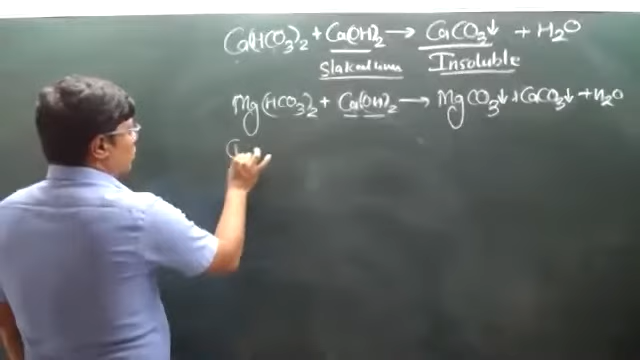 Ca(HCO₃)₂ + Ca(OH)₂ → CaCO₃↓ + H₂O
Slaked lime Insoluble
Mg(HCO₃)₂ + Ca(OH)₂ → MgCO₃↓ + CaCO₃↓ + H₂O